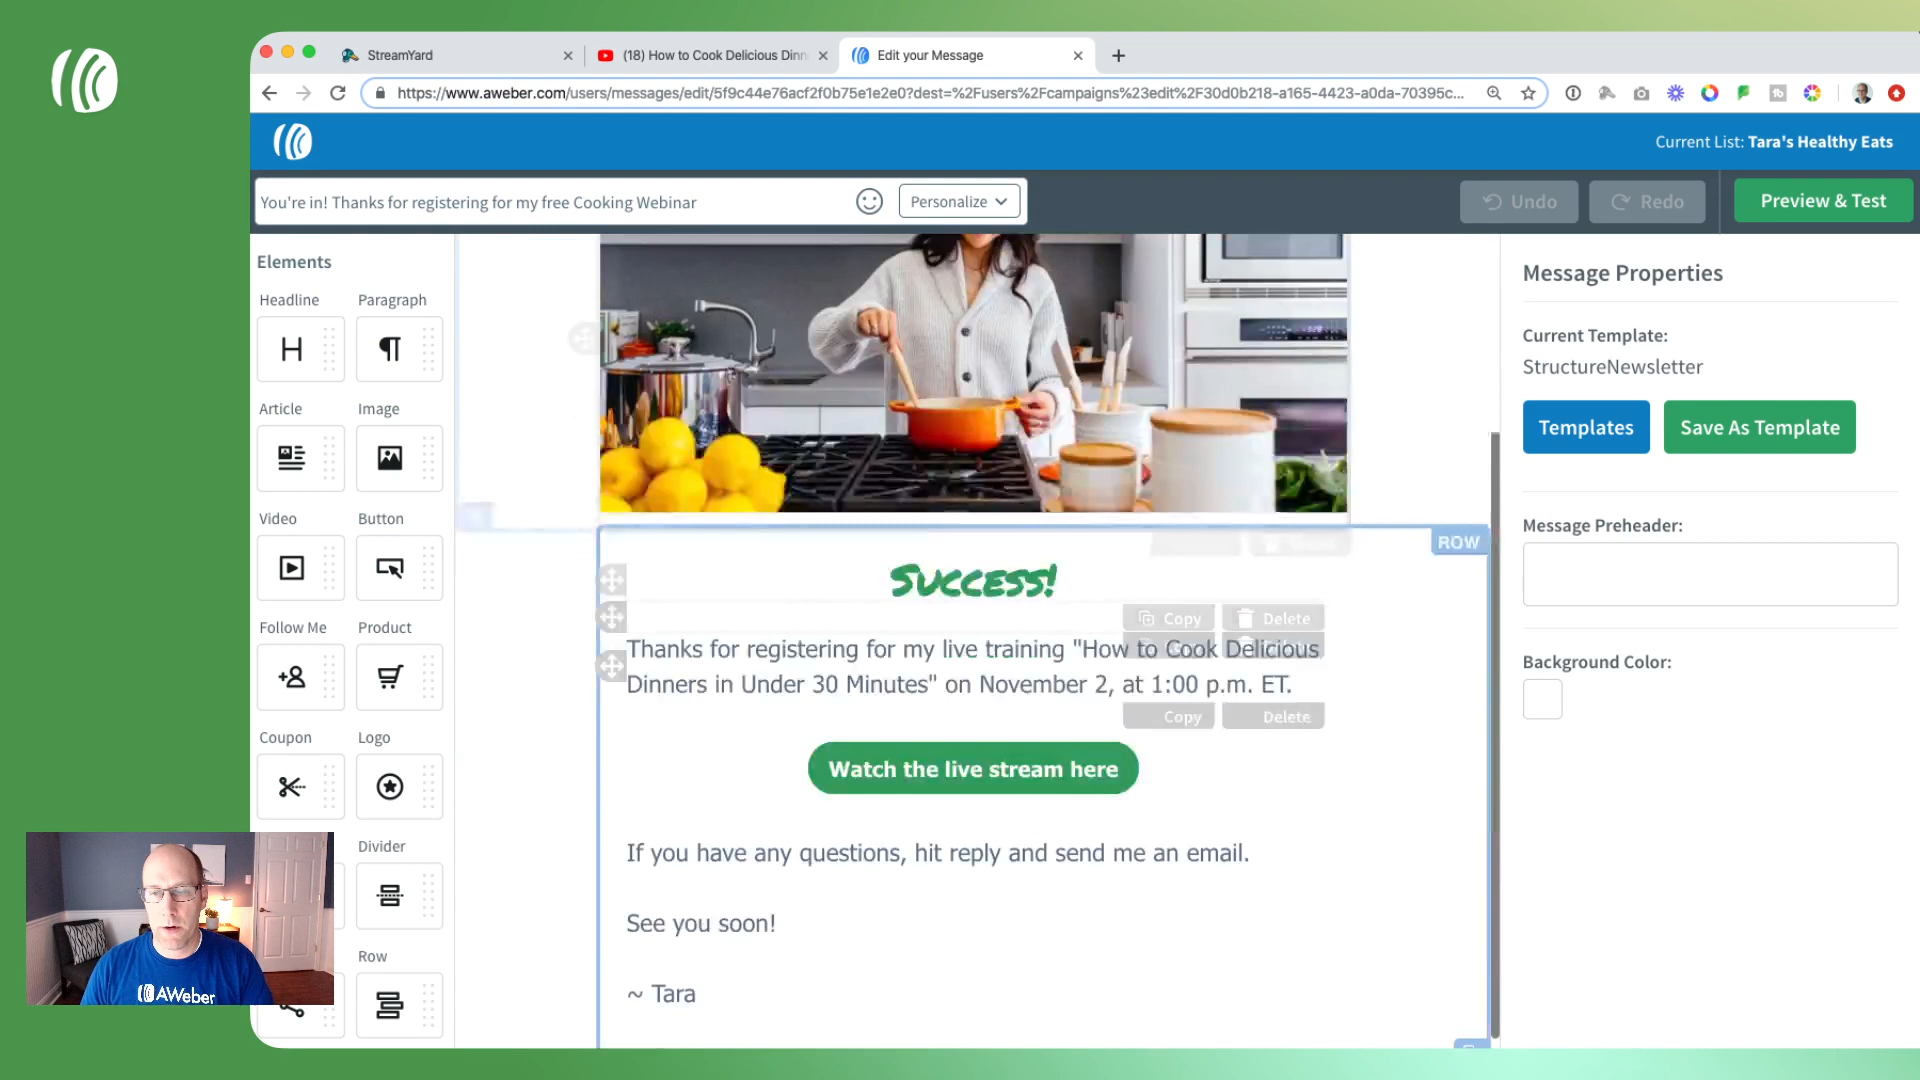 StreamYard
(18) How to Cook Delicious Dinn
Edit your Message
https://www.aweber.com/users/messages/edit/5f9c44e76acf2f0b75e1e2e0?dest=%2Fusers%2Fcampaigns%23edit%2F30d0b218-a165-4423-a0da-70395c...
Current List: Tara's Healthy Eats
You're in! Thanks for registering for my free Cooking Webinar
Personalize
Undo
Redo
Preview & Test
Elements
Headline
Paragraph
H
Article
Image
Video
Button
Follow Me
Product
Coupon
Logo
Divider
Row
ROW
Success!
Copy
Delete
Thanks for registering for my live training "How to Cook Delicious
Dinners in Under 30 Minutes" on November 2, at 1:00 p.m. ET.
Copy
Delete
Watch the live stream here
If you have any questions, hit reply and send me an email.
See you soon!
~ Tara
Message Properties
Current Template:
StructureNewsletter
Templates
Save As Template
Message Preheader:
Background Color:
AWeber